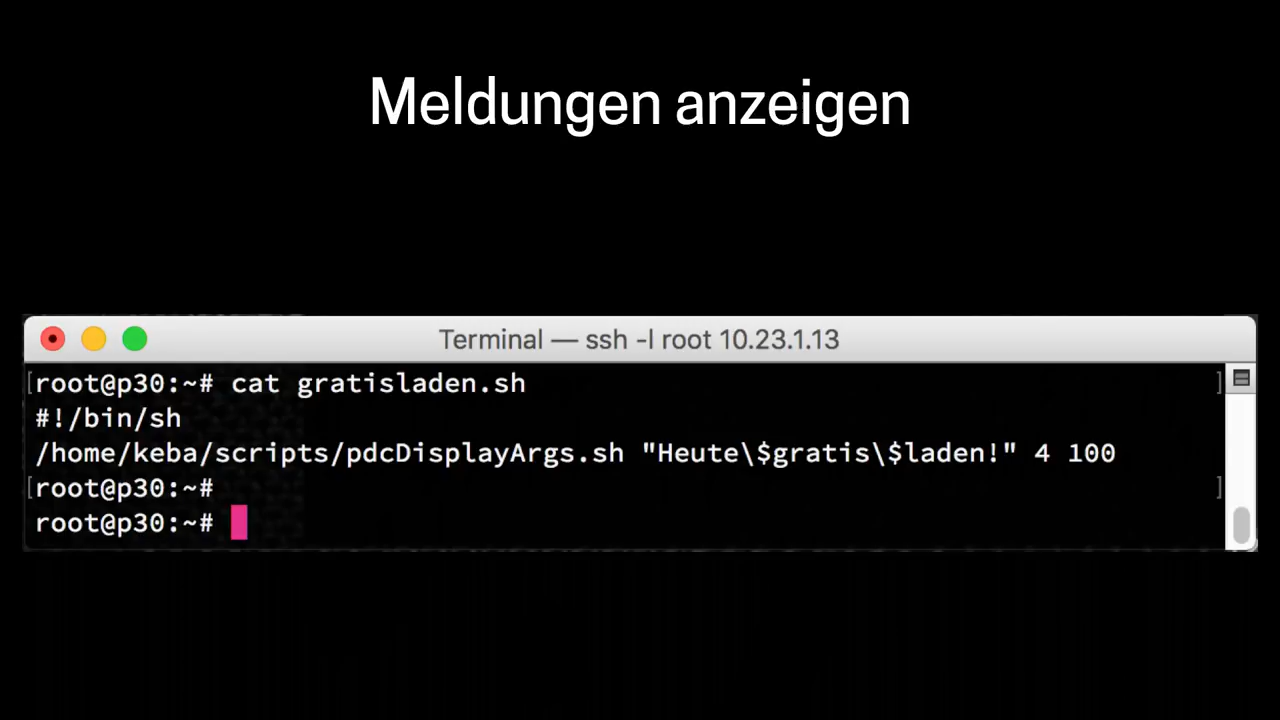 Meldungen anzeigen
Terminal — ssh -l root 10.23.1.13
[root@p30:~# cat gratisladen.sh ]
#!/bin/sh
/home/keba/scripts/pdcDisplayArgs.sh "Heute\$gratis\$laden!" 4 100
[root@p30:~# ]
root@p30:~#